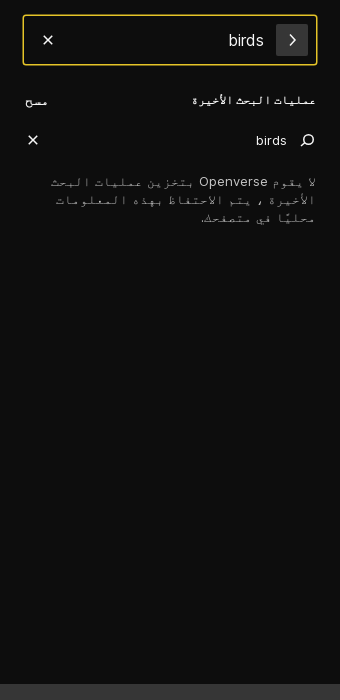 birds
عمليات البحث الأخيرة
مسح
birds
لا يقوم Openverse بتخزين عمليات البحث
الأخيرة ، يتم الاحتفاظ بهذه المعلومات
محليًا في متصفحك.